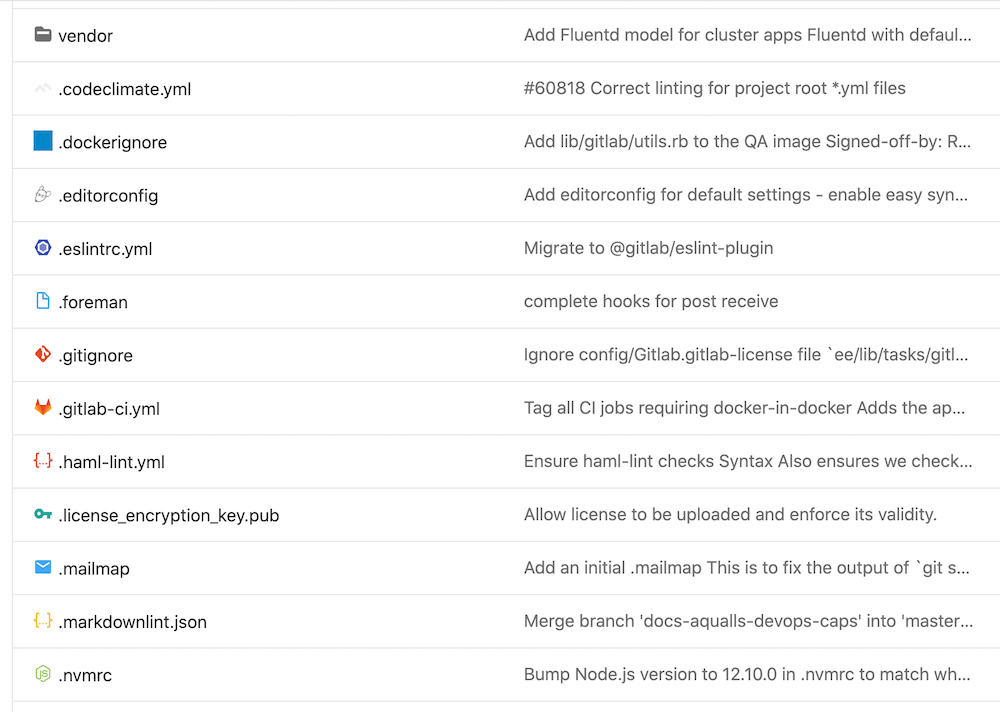 vendor Add Fluentd model for cluster apps Fluentd with defaul...
.codeclimate.yml #60818 Correct linting for project root *.yml files
.dockerignore Add lib/gitlab/utils.rb to the QA image Signed-off-by: R...
.editorconfig Add editorconfig for default settings - enable easy syn...
.eslintrc.yml Migrate to @gitlab/eslint-plugin
.foreman complete hooks for post receive
.gitignore Ignore config/Gitlab.gitlab-license file `ee/lib/tasks/gitl...
.gitlab-ci.yml Tag all CI jobs requiring docker-in-docker Adds the ap...
.haml-lint.yml Ensure haml-lint checks Syntax Also ensures we check...
.license_encryption_key.pub Allow license to be uploaded and enforce its validity.
.mailmap Add an initial .mailmap This is to fix the output of `git s...
.markdownlint.json Merge branch 'docs-aqualls-devops-caps' into 'master...
.nvmrc Bump Node.js version to 12.10.0 in .nvmrc to match wh...